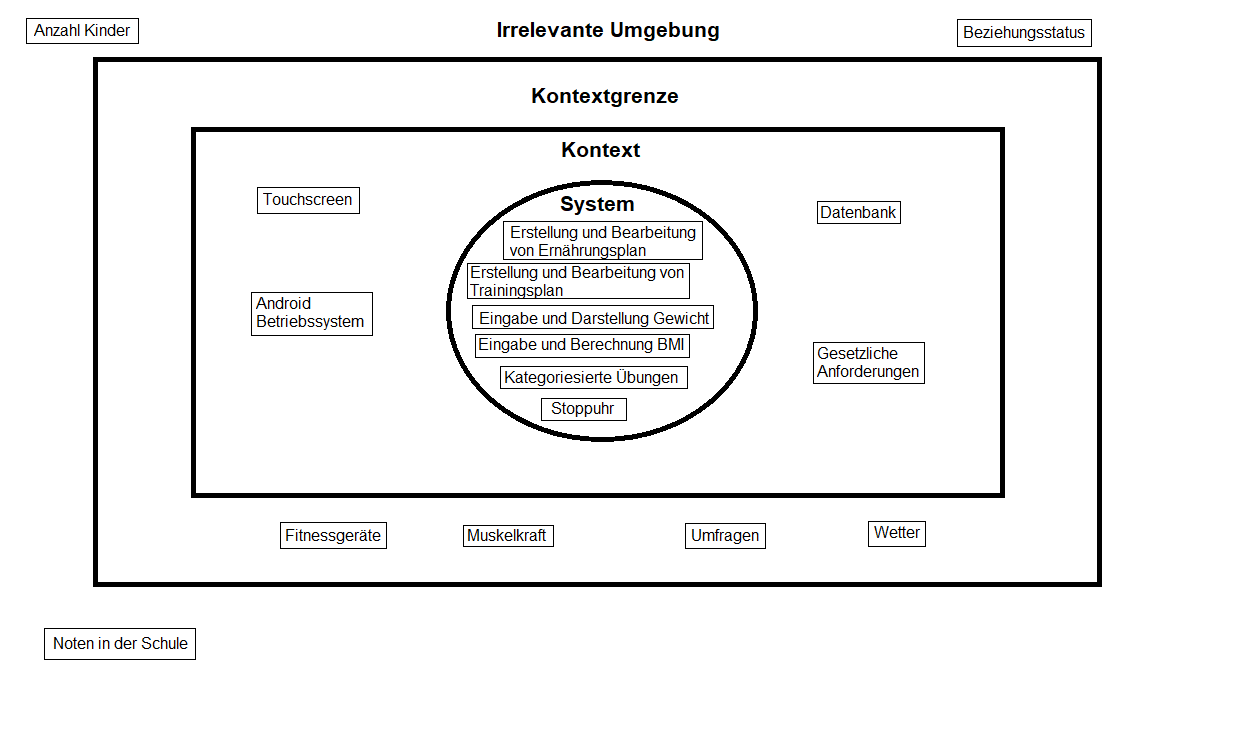 Anzahl Kinder
Irrelevante Umgebung
Beziehungsstatus
Kontextgrenze
Kontext
Touchscreen
System
Datenbank
Erstellung und Bearbeitung
von Ernährungsplan
Erstellung und Bearbeitung von
Trainingsplan
Android
Betriebssystem
Eingabe und Darstellung Gewicht
Eingabe und Berechnung BMI
Gesetzliche
Anforderungen
Kategoriesierte Übungen
Stoppuhr
Fitnessgeräte
Muskelkraft
Umfragen
Wetter
Noten in der Schule